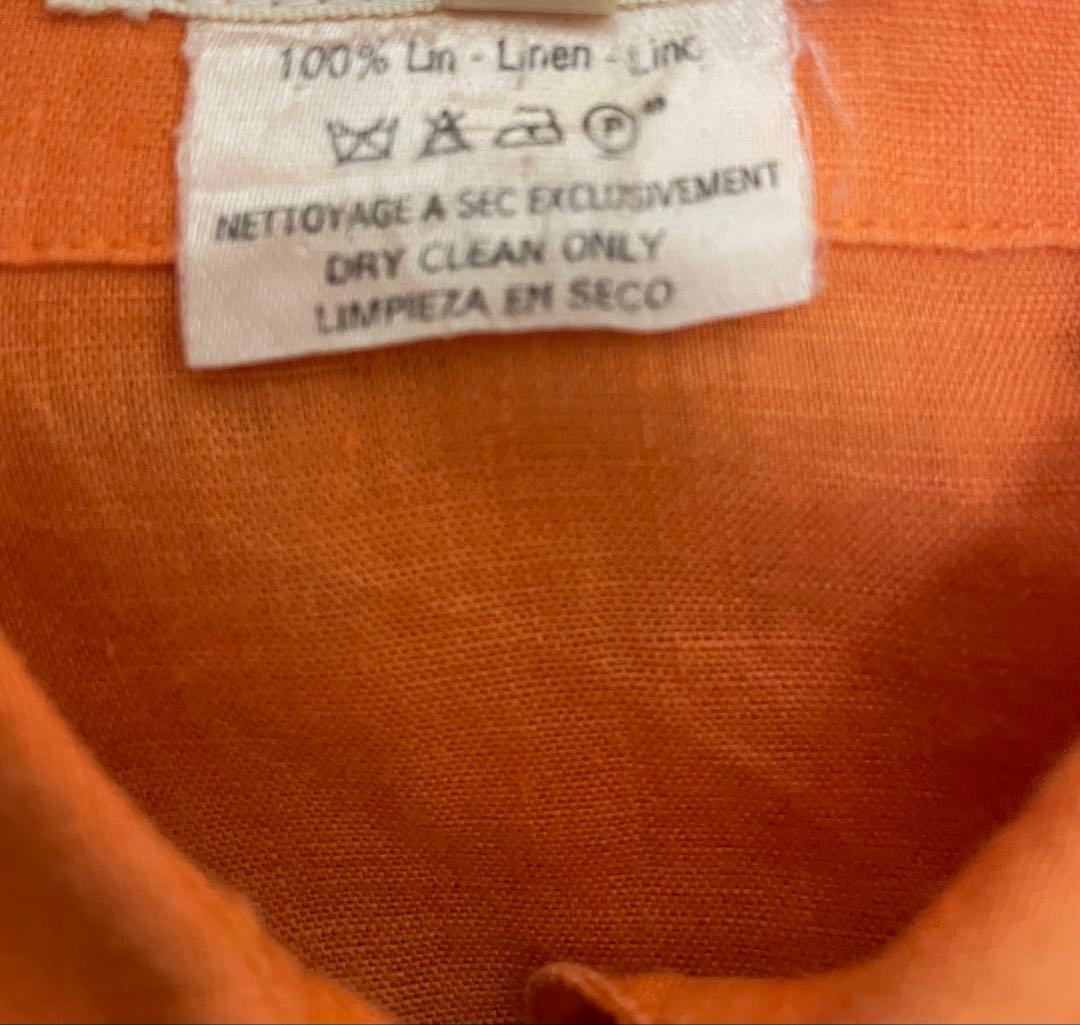 100% Lin - Linen - Lino
P
NETTOYAGE A SEC EXCLUSIVEMENT
DRY CLEAN ONLY
LIMPIEZA EN SECO